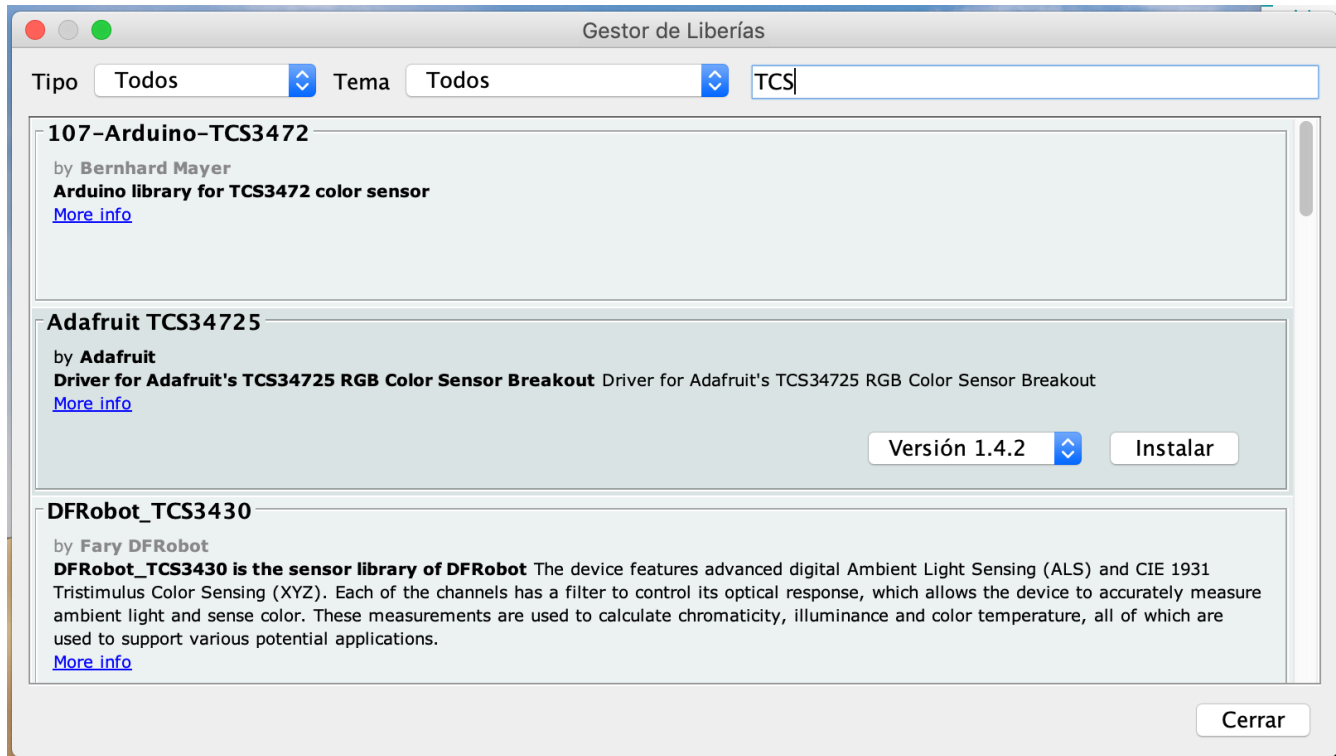 Gestor de Liberías
Tipo Todos Tema Todos TCS
107-Arduino-TCS3472
by Bernhard Mayer
Arduino library for TCS3472 color sensor
More info
Adafruit TCS34725
by Adafruit
Driver for Adafruit's TCS34725 RGB Color Sensor Breakout Driver for Adafruit's TCS34725 RGB Color Sensor Breakout
More info
Versión 1.4.2 Instalar
DFRobot_TCS3430
by Fary DFRobot
DFRobot_TCS3430 is the sensor library of DFRobot The device features advanced digital Ambient Light Sensing (ALS) and CIE 1931
Tristimulus Color Sensing (XYZ). Each of the channels has a filter to control its optical response, which allows the device to accurately measure
ambient light and sense color. These measurements are used to calculate chromaticity, illuminance and color temperature, all of which are
used to support various potential applications.
More info
Cerrar